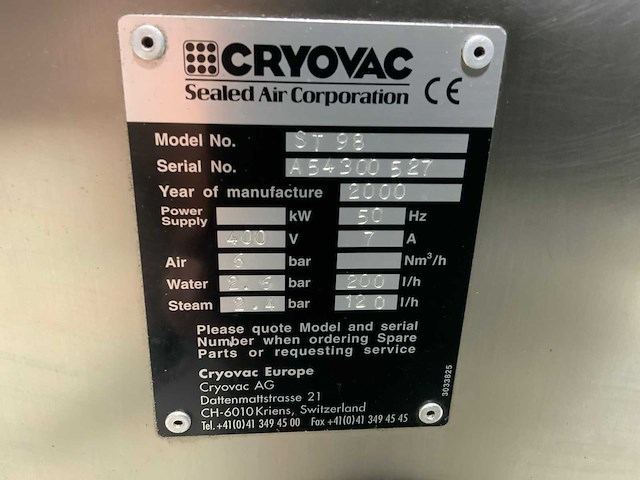 CRYOVAC
Sealed Air Corporation CE
Model No. ST 98
Serial No. A54300527
Year of manufacture 2000
Power Supply kW 50 Hz
400 V 7 A
Air 6 bar Nm³/h
Water 2.6 bar 200 l/h
Steam 2.4 bar 120 l/h
Please quote Model and serial
Number when ordering Spare
Parts or requesting service
Cryovac Europe
Cryovac AG
Dattenmattstrasse 21
CH-6010 Kriens, Switzerland
Tel.+41(0)41 349 45 00 Fax +41(0)41 349 45 45
3033825